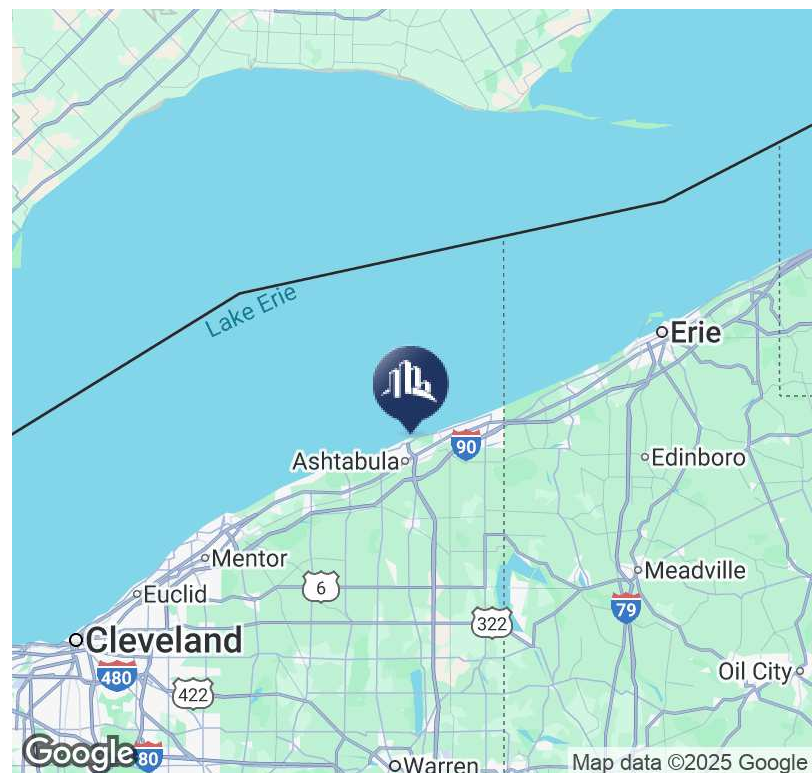 Lake Erie
Erie
90
Ashtabula
Edinboro
Mentor
6
Meadville
Euclid
79
322
Cleveland
480
422
Oil City
Google
80
Warren
Map data ©2025 Google